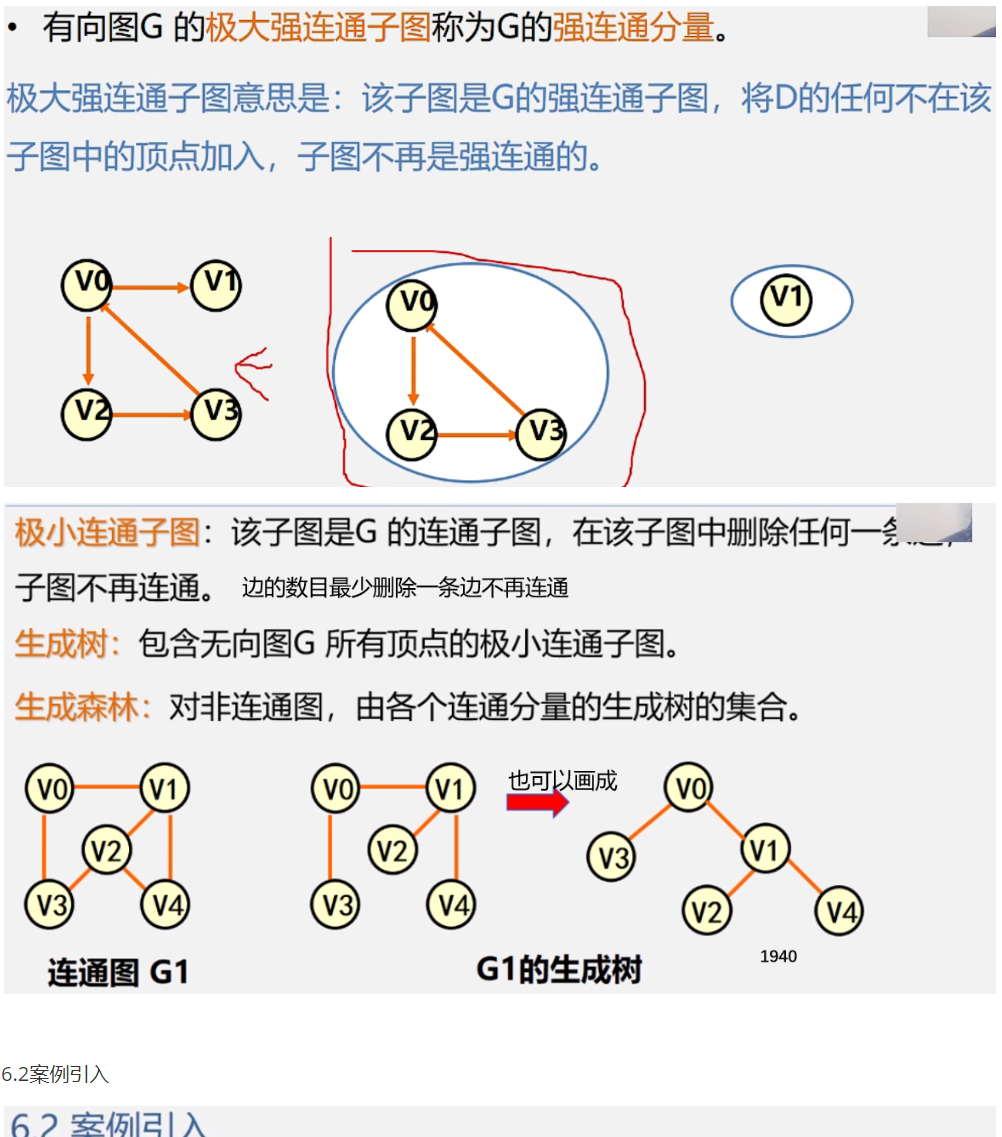 • 有向图G 的极大强连通子图称为G的强连通分量。
极大强连通子图意思是：该子图是G的强连通子图，将D的任何不在该
子图中的顶点加入，子图不再是强连通的。
V0 V1 V0 V1
V2 V3 V2 V3
极小连通子图：该子图是G 的连通子图，在该子图中删除任何一
子图不再连通。 边的数目最少删除一条边不再连通
生成树：包含无向图G 所有顶点的极小连通子图。
生成森林：对非连通图，由各个连通分量的生成树的集合。
也可以画成
V0 V1 V0 V1 V0
V2 V2 V3 V1
V3 V4 V3 V4 V2 V4
1940
连通图 G1 G1的生成树
6.2案例引入
6.2 案例引入